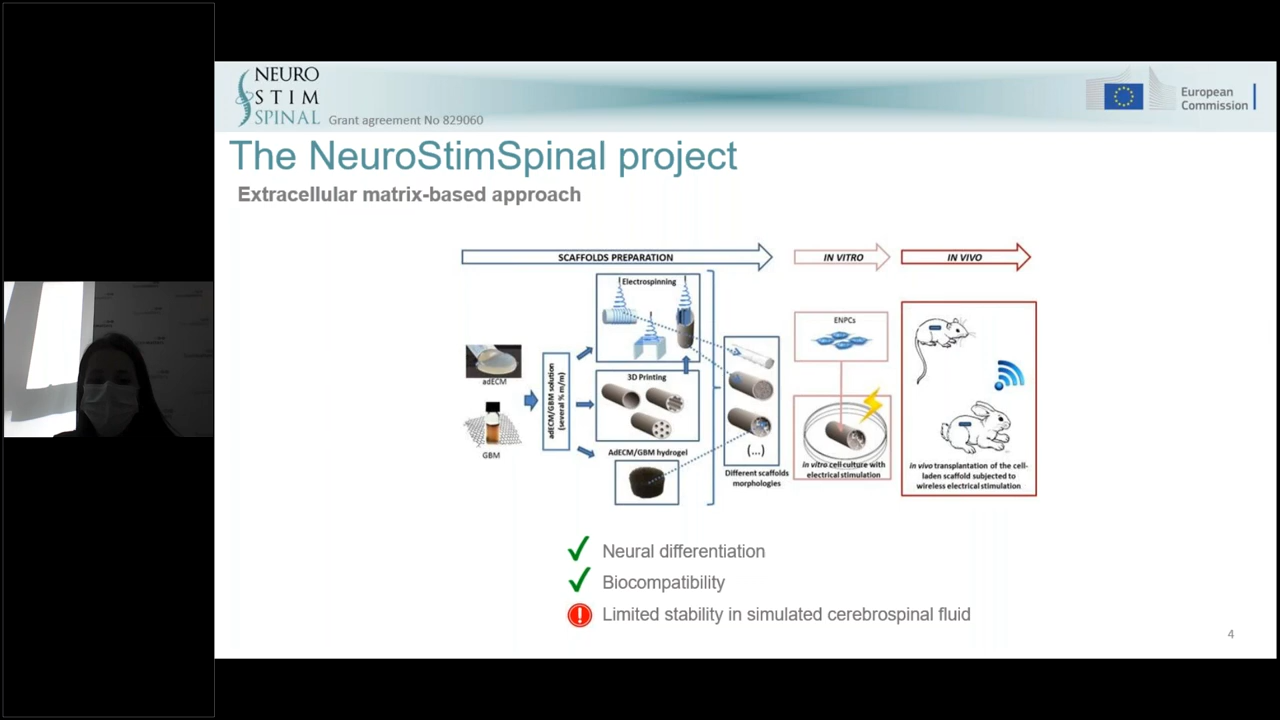 NEURO
STIM
SPINAL
Grant agreement No 829060
European
Commission
The NeuroStimSpinal project
Extracellular matrix-based approach
SCAFFOLDS PREPARATION
IN VITRO
IN VIVO
Electrospinning
adECM
GBM
adECM/GBM solution
(several % m/m)
3D Printing
AdECM/GBM hydrogel
(...)
Different scaffolds
morphologies
ENPCs
in vitro cell culture with
electrical stimulation
in vivo transplantation of the cell-
laden scaffold subjected to
wireless electrical stimulation
Neural differentiation
Biocompatibility
Limited stability in simulated cerebrospinal fluid
4